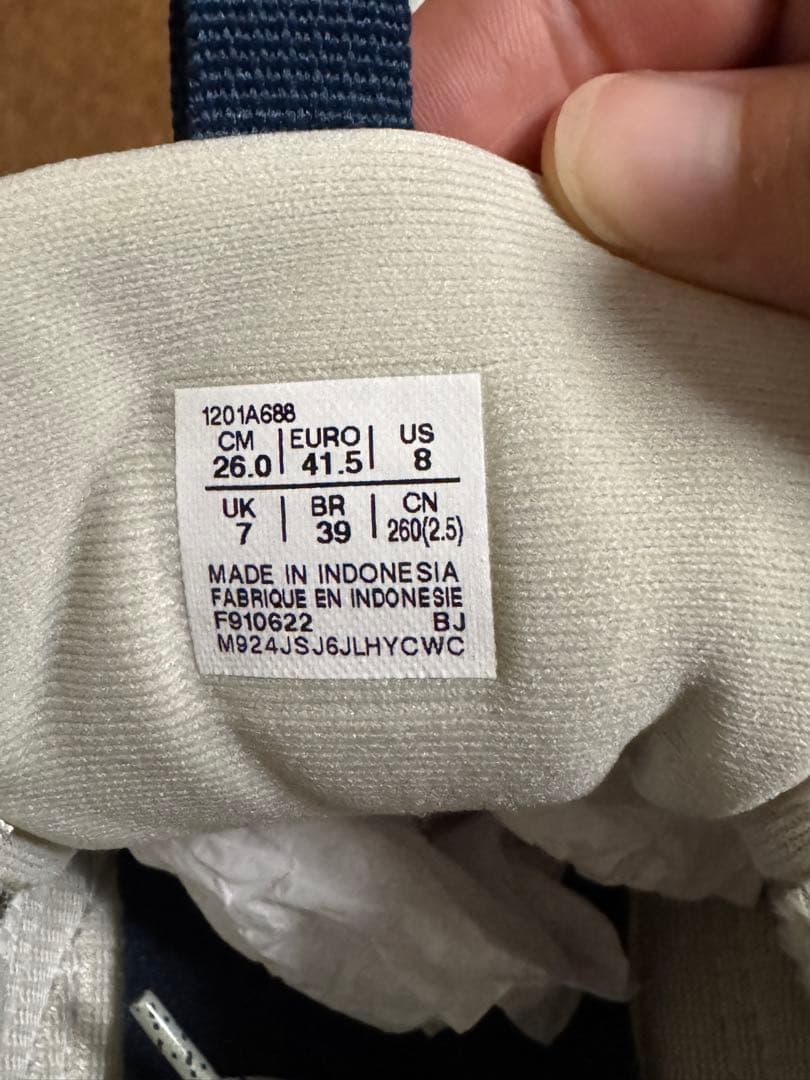 1201A688
CM | EURO | US
26.0 | 41.5 | 8
UK | BR | CN
7 | 39 | 260(2.5)
MADE IN INDONESIA
FABRIQUE EN INDONESIE
F910622 BJ
M924JSJ6JLHYCWC